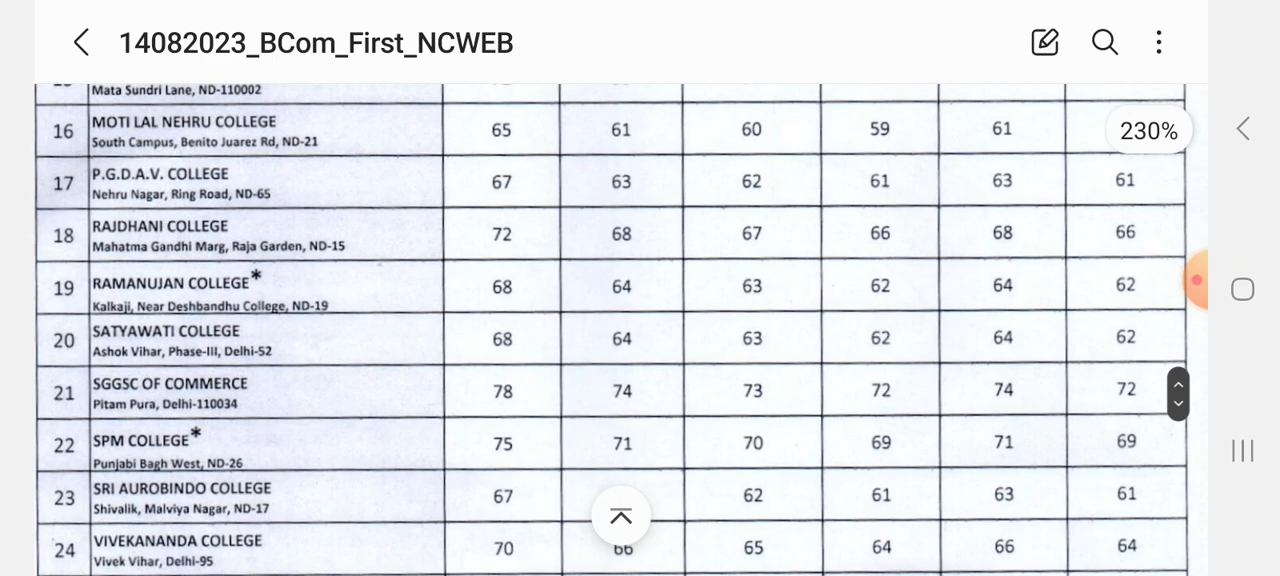 14082023_BCom_First_NCWEB
Mata Sundri Lane, ND-110002
230%
16 MOTI LAL NEHRU COLLEGE 65 61 60 59 61
South Campus, Benito Juarez Rd, ND-21
17 P.G.D.A.V. COLLEGE 67 63 62 61 63 61
Nehru Nagar, Ring Road, ND-65
18 RAJDHANI COLLEGE 72 68 67 66 68 66
Mahatma Gandhi Marg, Raja Garden, ND-15
19 RAMANUJAN COLLEGE* 68 64 63 62 64 62
Kalkaji, Near Deshbandhu College, ND-19
20 SATYAWATI COLLEGE 68 64 63 62 64 62
Ashok Vihar, Phase-III, Delhi-52
21 SGGSC OF COMMERCE 78 74 73 72 74 72
Pitam Pura, Delhi-110034
22 SPM COLLEGE* 75 71 70 69 71 69
Punjabi Bagh West, ND-26
23 SRI AUROBINDO COLLEGE 67 62 61 63 61
Shivalik, Malviya Nagar, ND-17
24 VIVEKANANDA COLLEGE 70 66 65 64 66 64
Vivek Vihar, Delhi-95